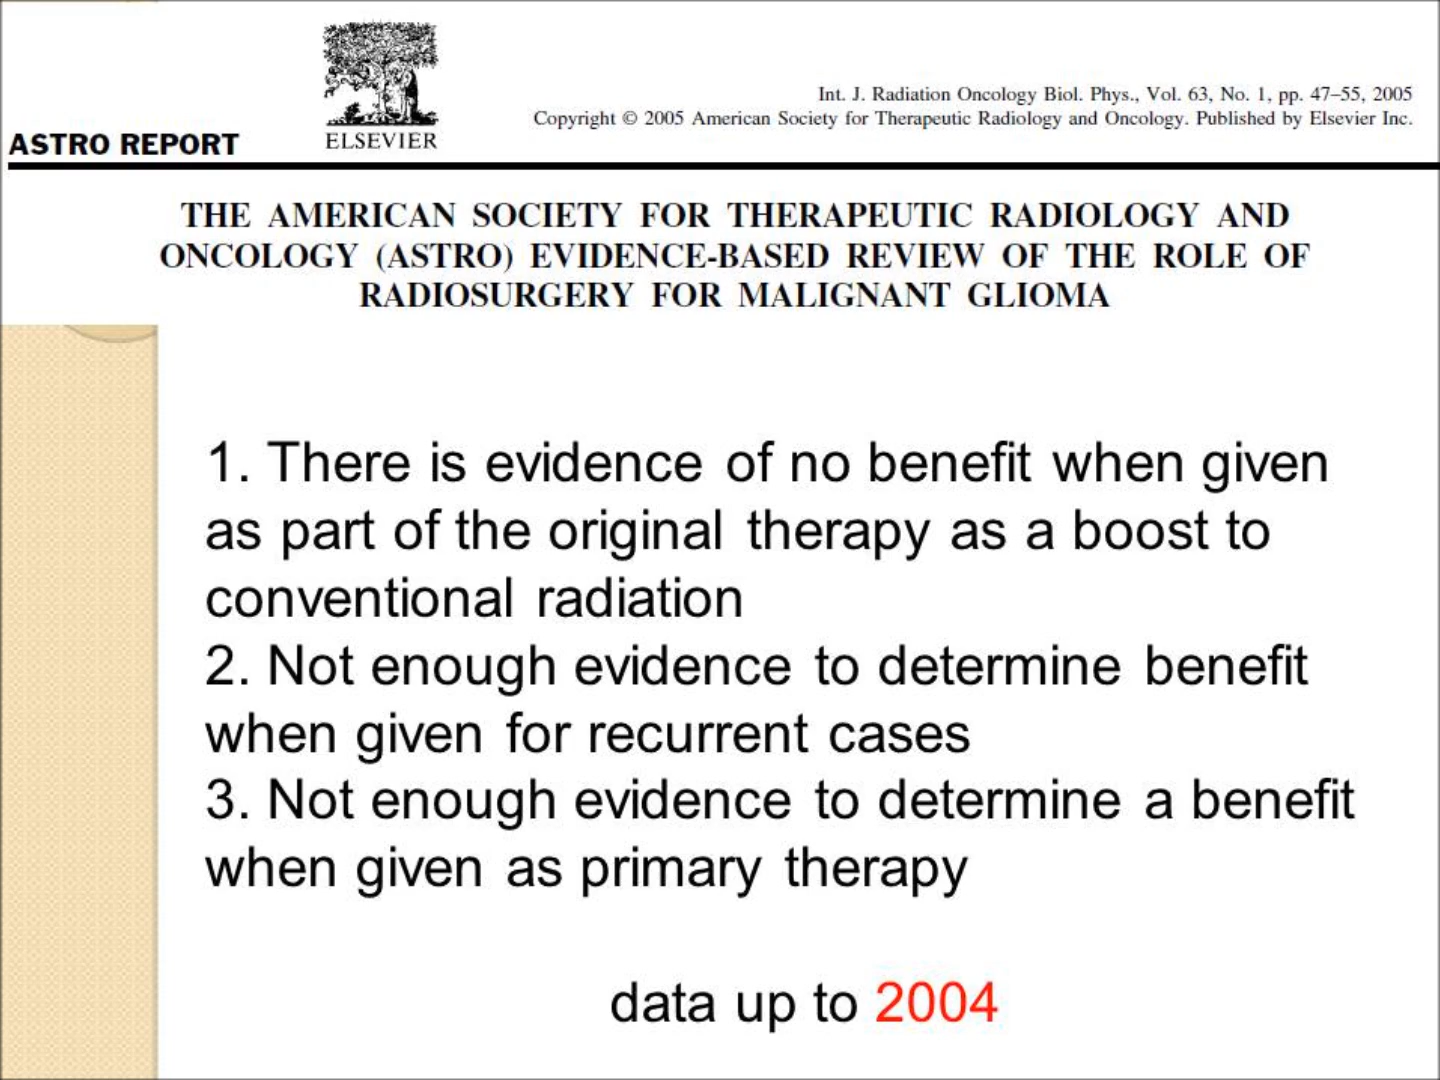 ASTRO REPORT
ELSEVIER
Int. J. Radiation Oncology Biol. Phys., Vol. 63, No. 1, pp. 47–55, 2005
Copyright © 2005 American Society for Therapeutic Radiology and Oncology. Published by Elsevier Inc.
THE AMERICAN SOCIETY FOR THERAPEUTIC RADIOLOGY AND
ONCOLOGY (ASTRO) EVIDENCE-BASED REVIEW OF THE ROLE OF
RADIOSURGERY FOR MALIGNANT GLIOMA
1. There is evidence of no benefit when given
as part of the original therapy as a boost to
conventional radiation
2. Not enough evidence to determine benefit
when given for recurrent cases
3. Not enough evidence to determine a benefit
when given as primary therapy
data up to 2004